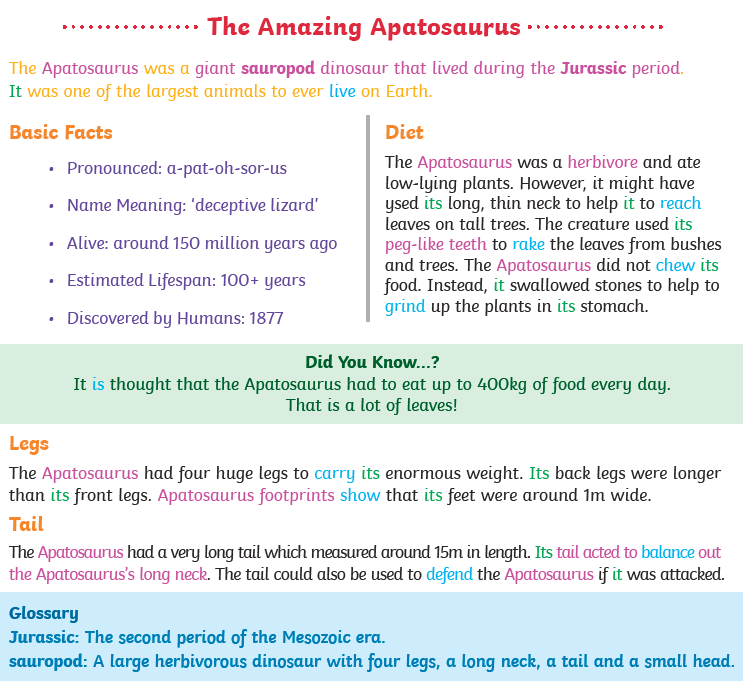 The Amazing Apatosaurus
The Apatosaurus was a giant sauropod dinosaur that lived during the Jurassic period.
It was one of the largest animals to ever live on Earth.
Basic Facts
• Pronounced: a-pat-oh-sor-us
• Name Meaning: ‘deceptive lizard’
• Alive: around 150 million years ago
• Estimated Lifespan: 100+ years
• Discovered by Humans: 1877
Diet
The Apatosaurus was a herbivore and ate
low-lying plants. However, it might have
ysed its long, thin neck to help it to reach
leaves on tall trees. The creature used its
peg-like teeth to rake the leaves from bushes
and trees. The Apatosaurus did not chew its
food. Instead, it swallowed stones to help to
grind up the plants in its stomach.
Did You Know...?
It is thought that the Apatosaurus had to eat up to 400kg of food every day.
That is a lot of leaves!
Legs
The Apatosaurus had four huge legs to carry its enormous weight. Its back legs were longer
than its front legs. Apatosaurus footprints show that its feet were around 1m wide.
Tail
The Apatosaurus had a very long tail which measured around 15m in length. Its tail acted to balance out
the Apatosaurus’s long neck. The tail could also be used to defend the Apatosaurus if it was attacked.
Glossary
Jurassic: The second period of the Mesozoic era.
sauropod: A large herbivorous dinosaur with four legs, a long neck, a tail and a small head.